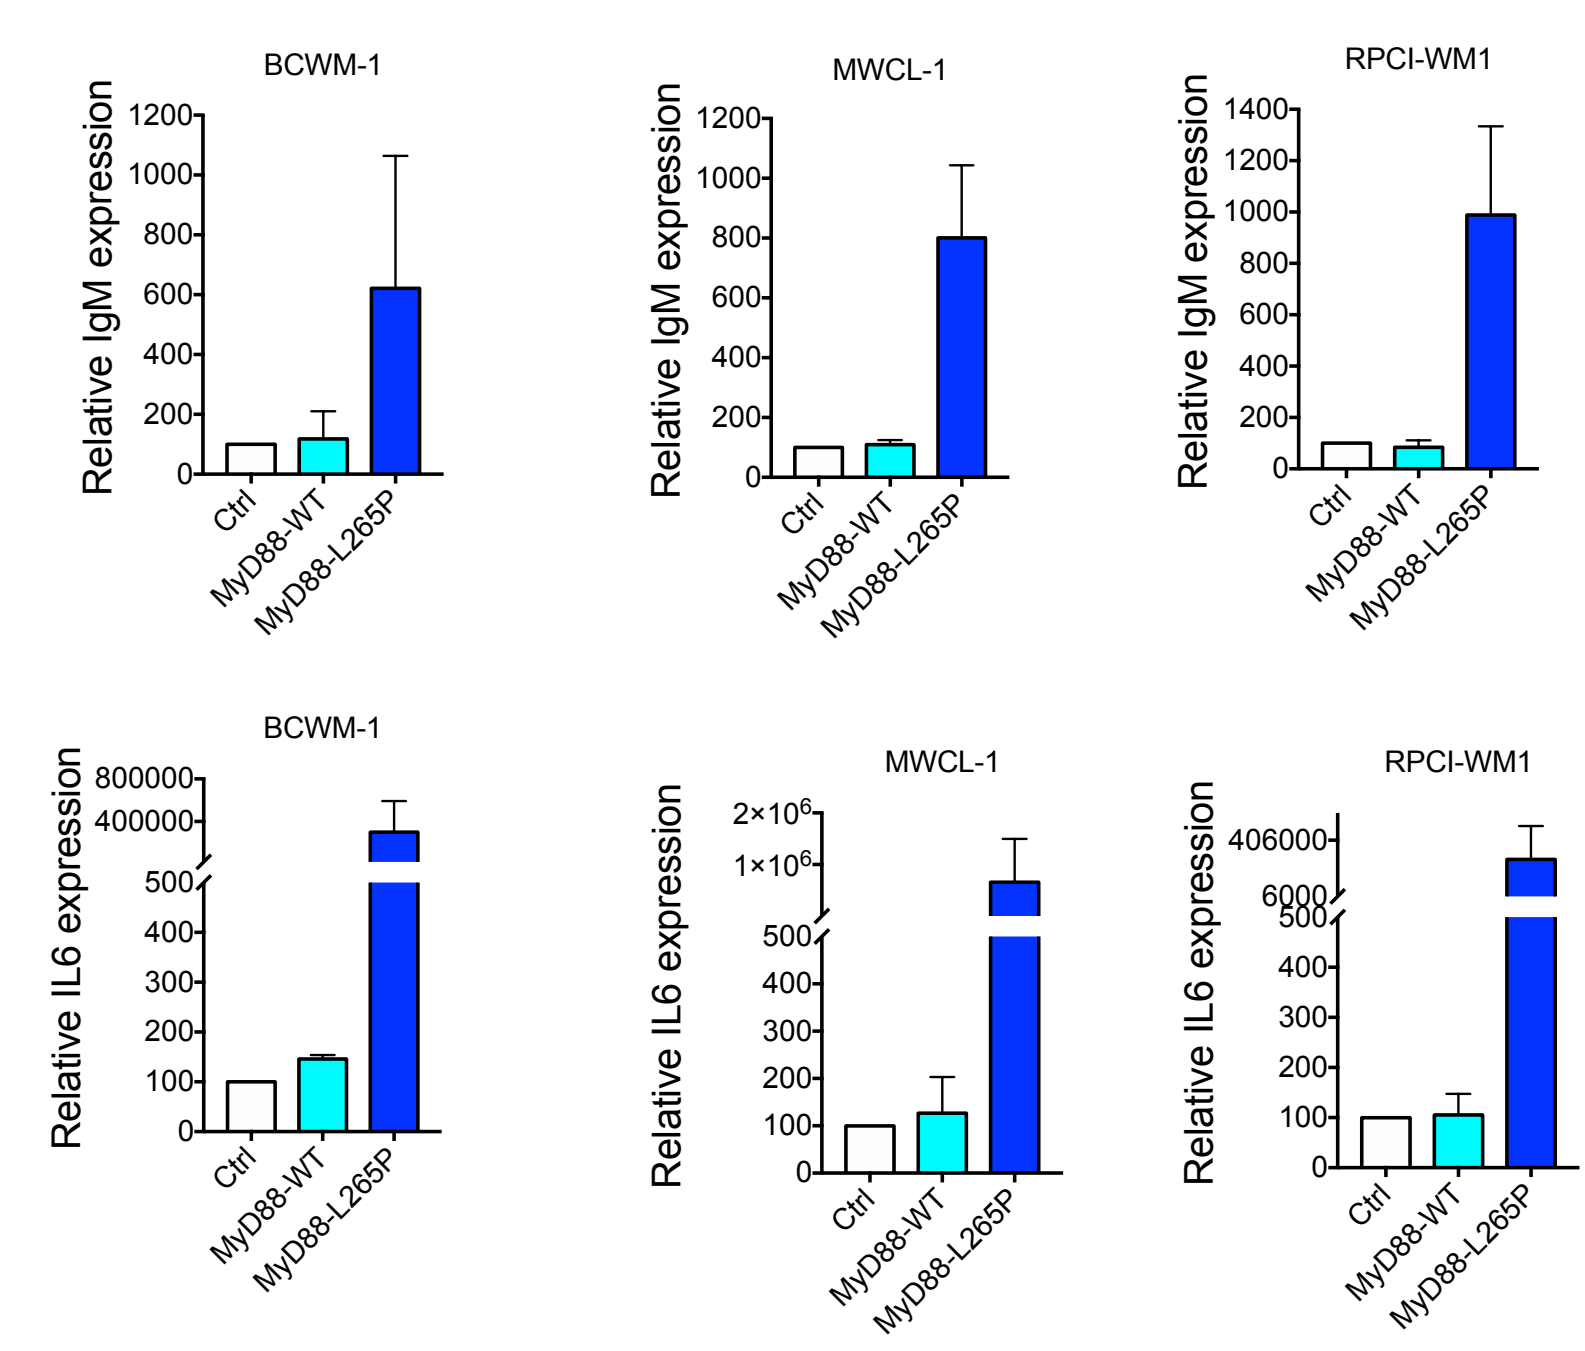 BCWM-1
Relative IgM expression
1200
1000
800
600
400
200
0
Ctrl
MyD88-WT
MyD88-L265P
MWCL-1
Relative IgM expression
1200
1000
800
600
400
200
0
Ctrl
MyD88-WT
MyD88-L265P
RPCI-WM1
Relative IgM expression
1400
1200
1000
800
600
400
200
0
Ctrl
MyD88-WT
MyD88-L265P
BCWM-1
Relative IL6 expression
800000
400000
500
400
300
200
100
0
Ctrl
MyD88-WT
MyD88-L265P
MWCL-1
Relative IL6 expression
2×10⁶
1×10⁶
500
400
300
200
100
0
Ctrl
MyD88-WT
MyD88-L265P
RPCI-WM1
Relative IL6 expression
406000
6000
500
400
300
200
100
0
Ctrl
MyD88-WT
MyD88-L265P